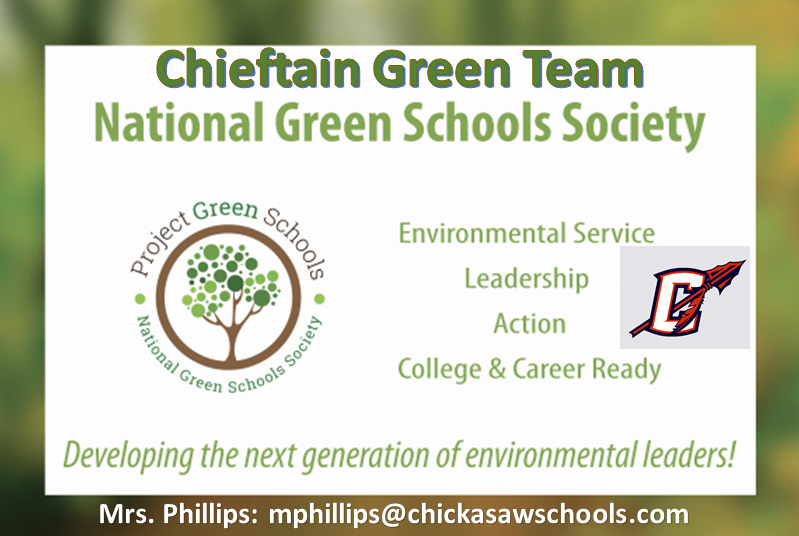 Chieftain Green Team
National Green Schools Society
Project Green Schools
National Green Schools Society
Environmental Service
Leadership
Action
College & Career Ready
C
Developing the next generation of environmental leaders!
Mrs. Phillips: mphillips@chickasawschools.com